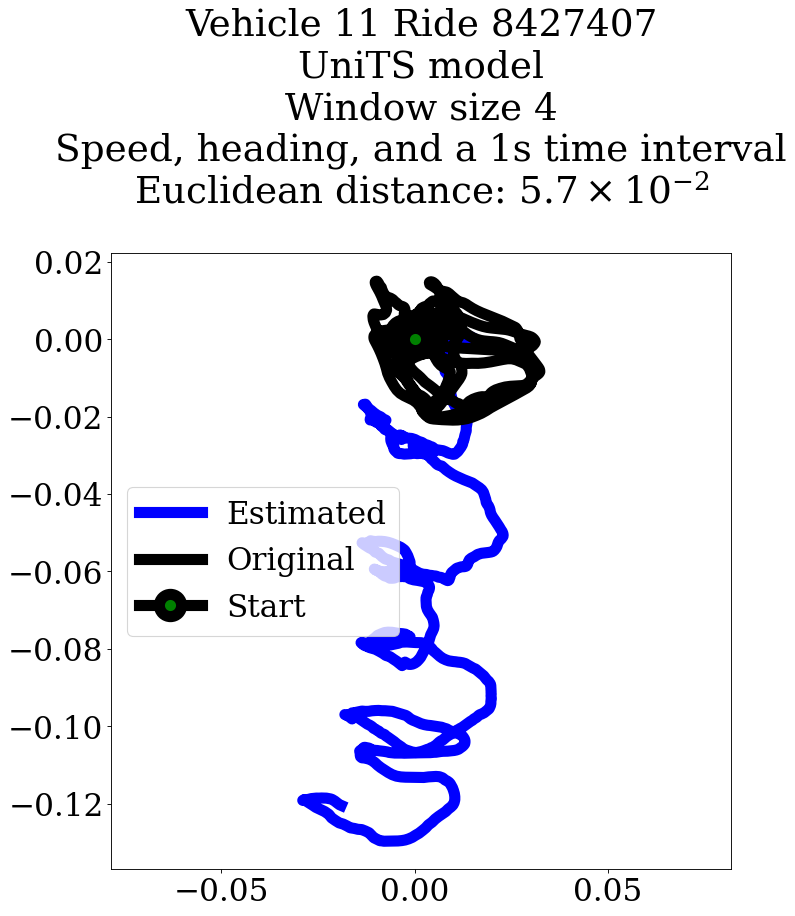 Vehicle 11 Ride 8427407
UniTS model
Window size 4
Speed, heading, and a 1s time interval
Euclidean distance: 5.7 × 10⁻²
0.02
0.00
−0.02
−0.04
−0.06
−0.08
−0.10
−0.12
Estimated
Original
Start
−0.05
0.00
0.05